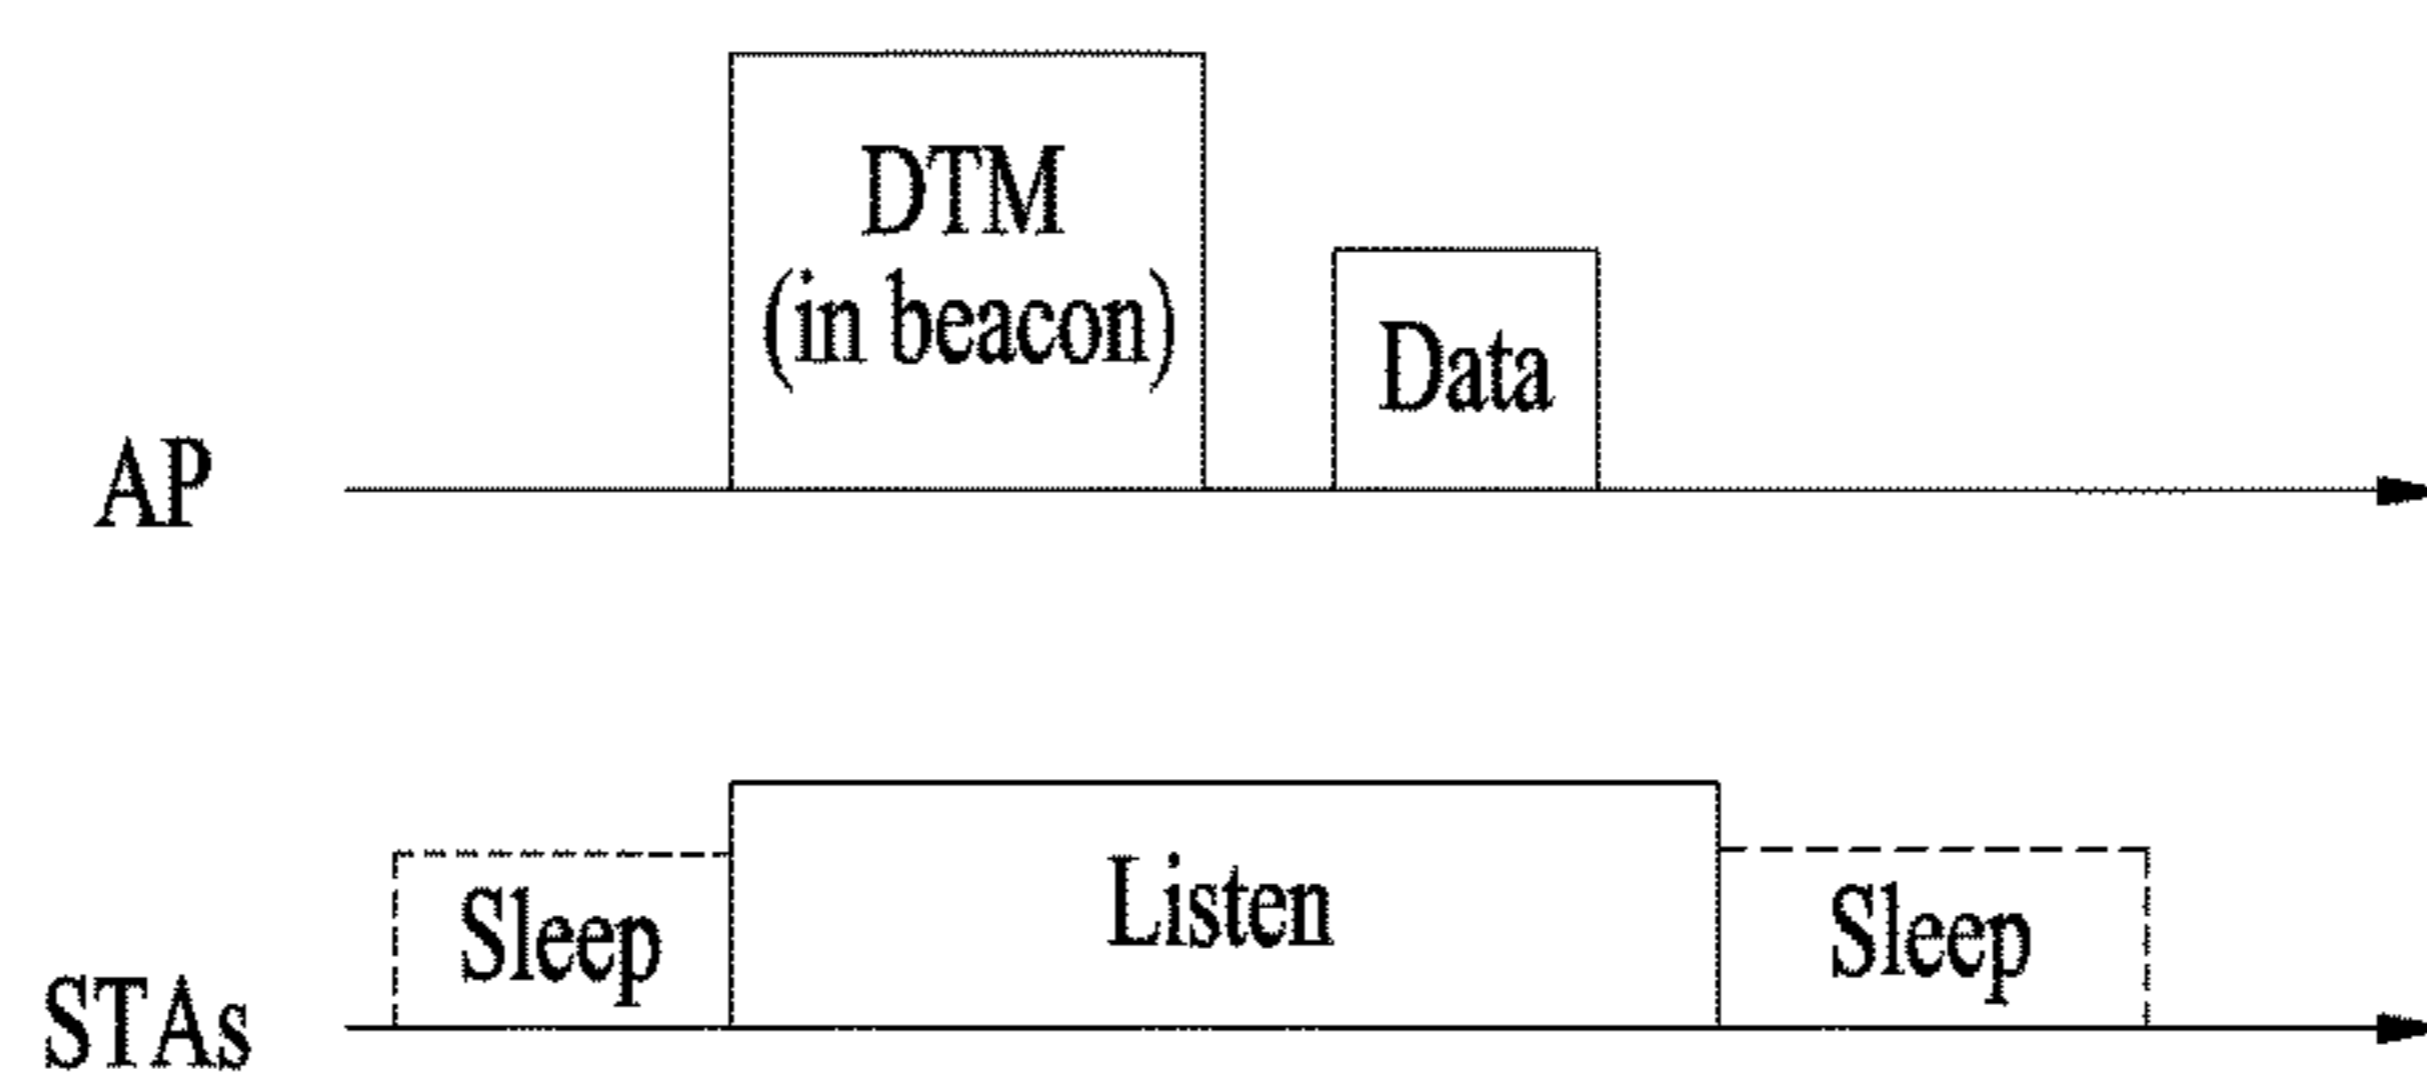 DTM
(in beacon)
Data
AP
Listen
Sleep
Sleep
STAs